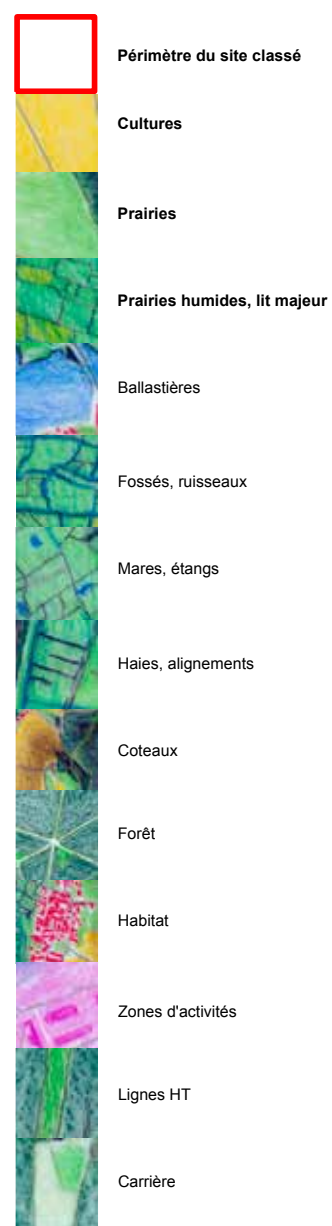 Périmètre du site classé
Cultures
Prairies
Prairies humides, lit majeur
Ballastières
Fossés, ruisseaux
Mares, étangs
Haies, alignements
Coteaux
Forêt
Habitat
Zones d'activités
Lignes HT
Carrière